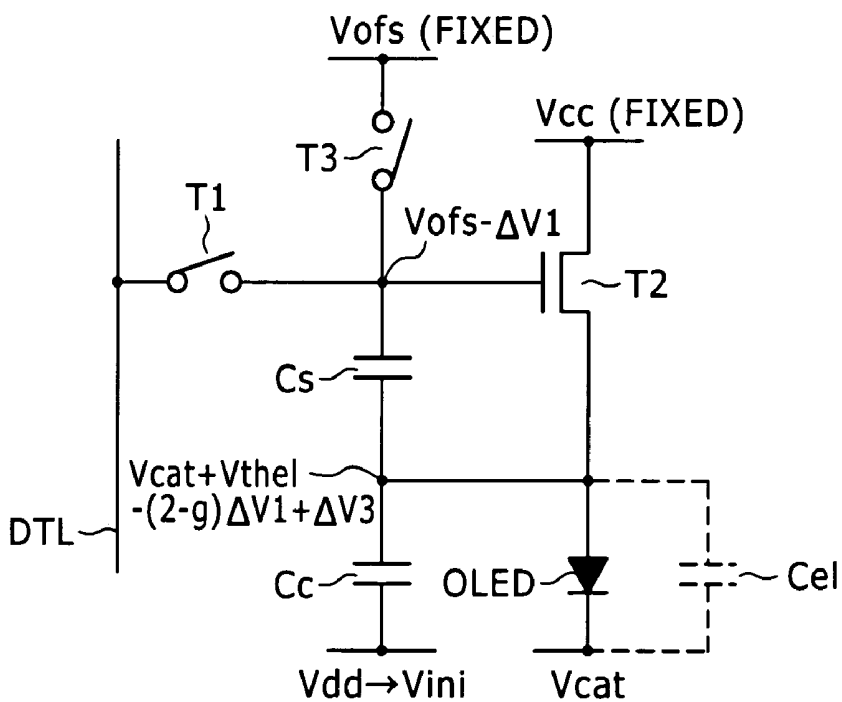 Vofs (FIXED)
Vcc (FIXED)
T3
T1
Vofs-ΔV1
T2
Cs
Vcat+Vthel
-(2-g)ΔV1+ΔV3
DTL
Cc
OLED
Cel
Vdd→Vini
Vcat